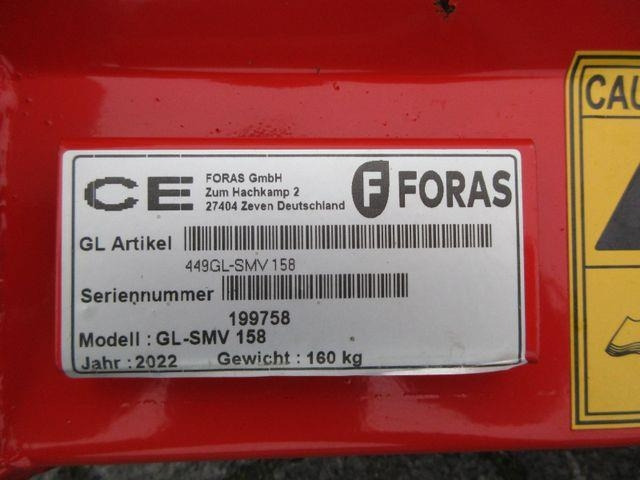 CE
FORAS GmbH
Zum Hachkamp 2
27404 Zeven Deutschland
F FORAS
GL Artikel
449GL-SMV 158
Seriennummer
199758
Modell : GL-SMV 158
Jahr : 2022 Gewicht : 160 kg
CAU